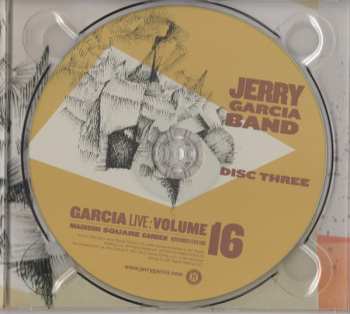 JERRY
GARCIA
BAND
DISC THREE
GARCIA LIVE: VOLUME 16
MADISON SQUARE GARDEN
www.jerrygarcia.com